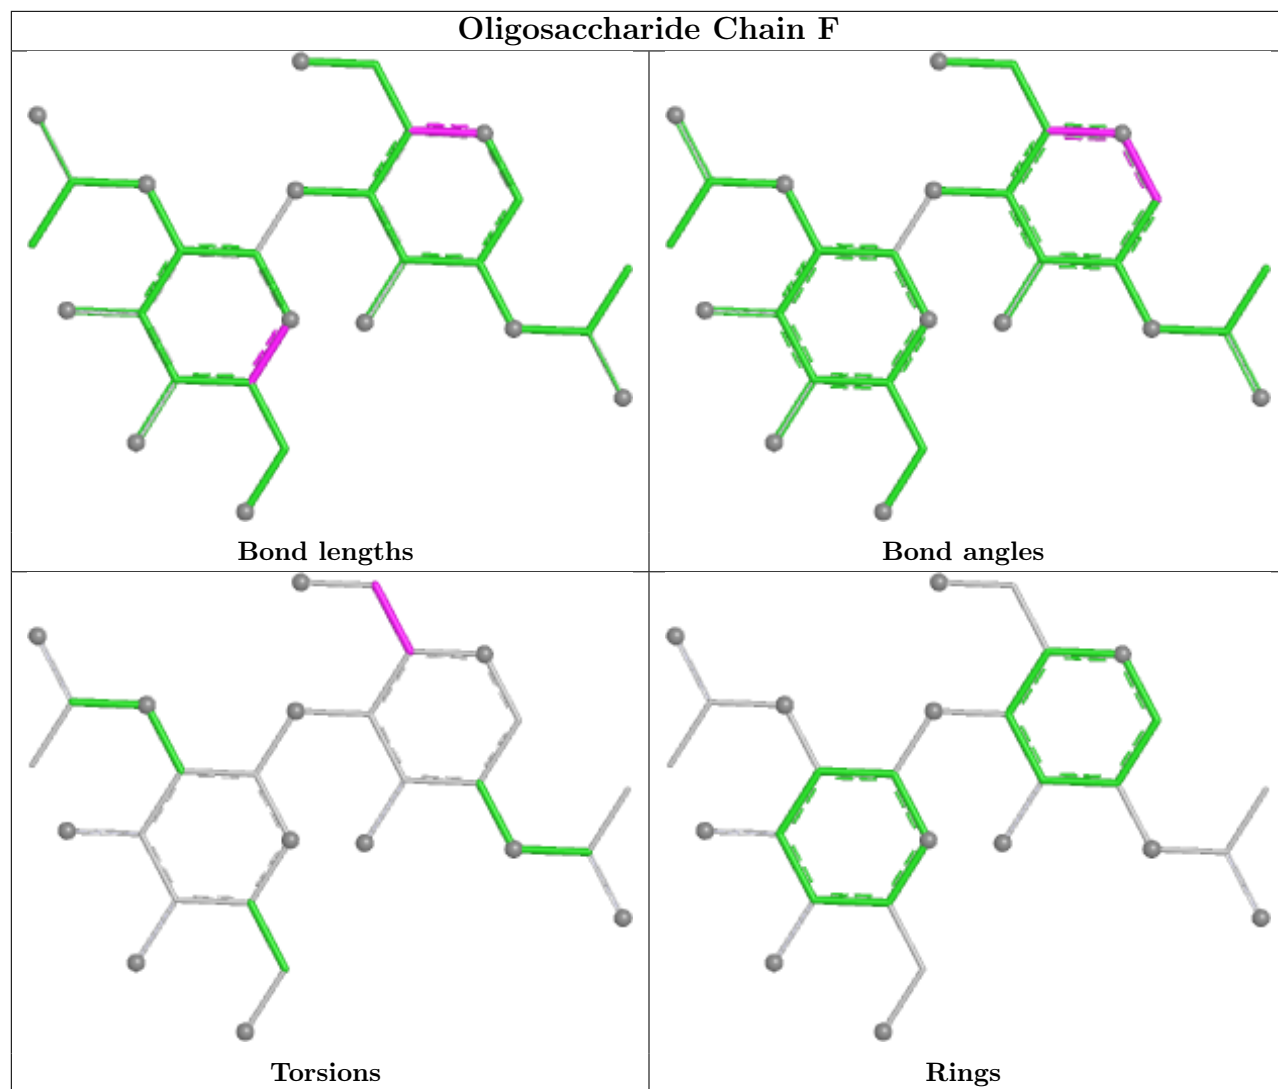 Oligosaccharide Chain F
Bond lengths
Bond angles
Torsions
Rings